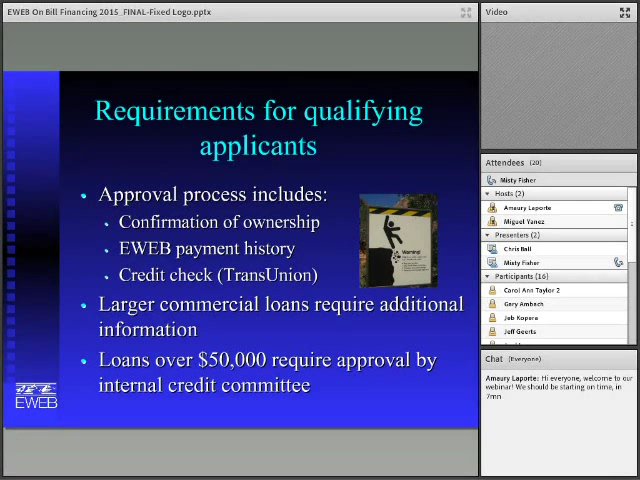 EWEB On Bill Financing 2015_FINAL-Fixed Logo.pptx
Requirements for qualifying
applicants
Approval process includes:
Confirmation of ownership
EWEB payment history
Credit check (TransUnion)
Larger commercial loans require additional
information
Loans over $50,000 require approval by
internal credit committee
EWEB
Warning!
Video
Attendees (20)
Misty Fisher
Hosts (2)
Amaury Laporte
Miguel Yanez
Presenters (2)
Chris Ball
Misty Fisher
Participants (16)
Carol Ann Taylor 2
Gery Ambach
Jeb Kopera
Jeff Geerts
Chat (Everyone)
Amaury Laporte: Hi everyone, welcome to our
webinar! We should be starting on time, in
7mn